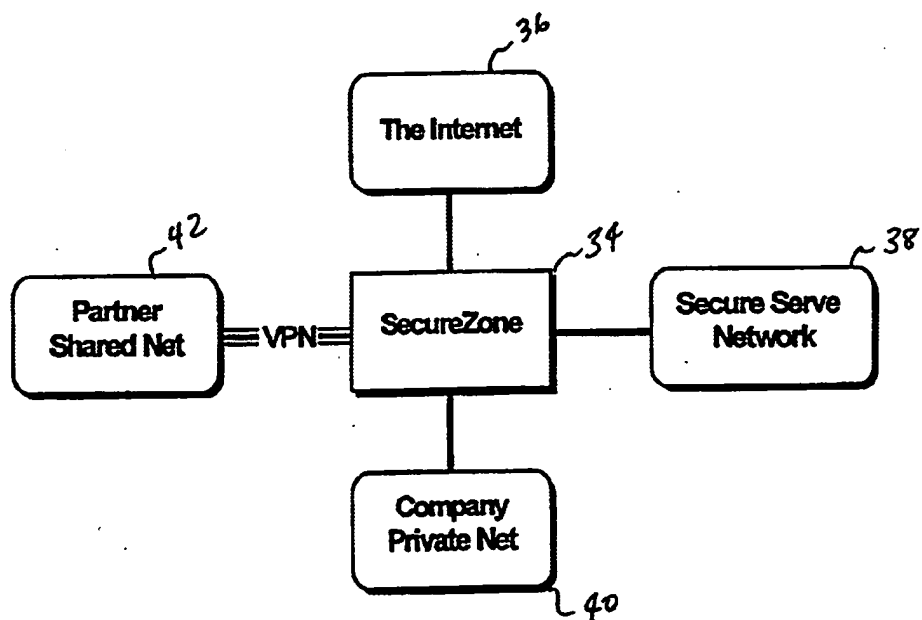 36
The Internet
42
34
38
Partner
Shared Net
VPN
SecureZone
Secure Serve
Network
Company
Private Net
40